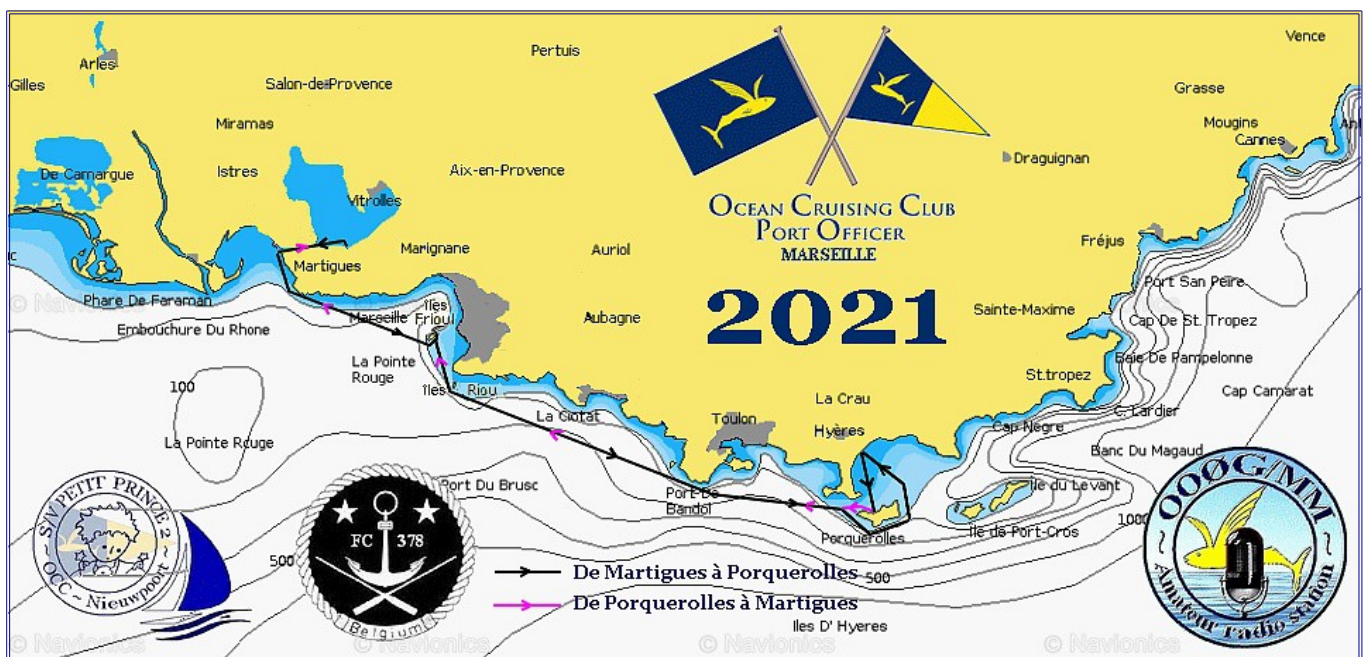 Vence
Pertuis
Arles
Gilles
Salon-de-Provence
Grasse
Miramas
Mougins
Cannes
De Camargue
Istres
Aix-en-Provence
Draguignan
Vitrolles
OCEAN CRUISING CLUB
PORT OFFICER
MARSEILLE
Marignane
Auriol
Fréjus
Martigues
Port San Peire
Phare De Faraman
© Navionics
îles
Frioul
Marseille
2021
Sainte-Maxime
Aubagne
Cap De St. Tropez
Embouchure Du Rhone
La Pointe
Rouge
Baie De Pampelonne
St.tropez
100
îles Riou
La Crau
Cap Camarat
La Ciotat
Toulon
Hyères
C. Lardier
Cap Nègre
La Pointe Rouge
Banc Du Magaud
Port Du Brusc
Port De
Bandol
Ile du Levant
1000
Ile de Port-Cros
Porquerolles
500
500
S/V PETIT PRINCE 2 ~
OCC ~ Nieuwpoort
FC 378
Belgium
De Martigues à Porquerolles
De Porquerolles à Martigues
Iles D' Hyeres
OOØG/MM
~ Amateur radio station ~
© Navionics
© Navionics
© Navionics
© Navionics